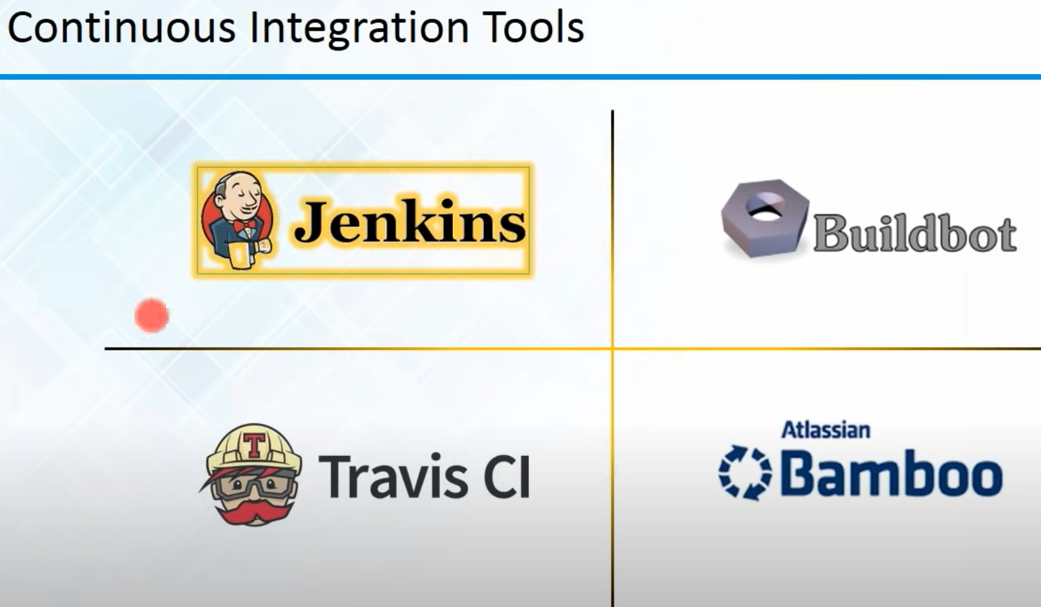 Continuous Integration Tools
Jenkins
Buildbot
T
Travis CI
Atlassian
Bamboo